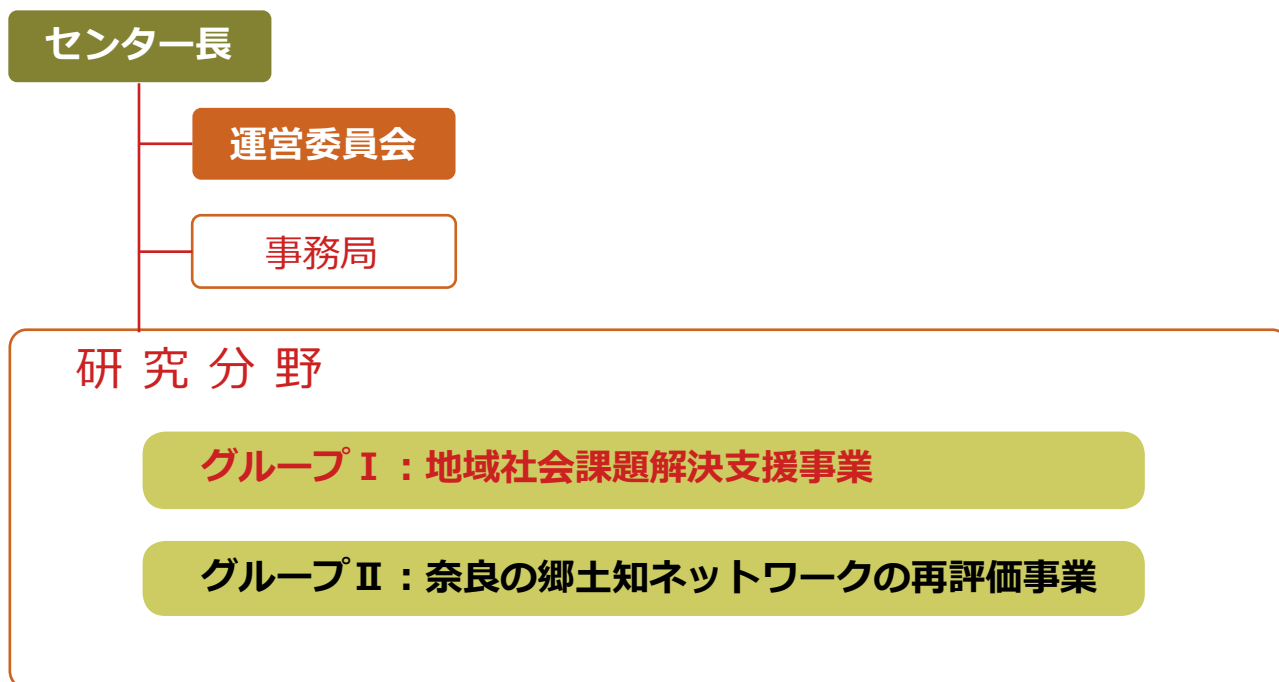 センター長
運営委員会
事務局
研究分野
グループⅠ：地域社会課題解決支援事業
グループⅡ：奈良の郷土知ネットワークの再評価事業